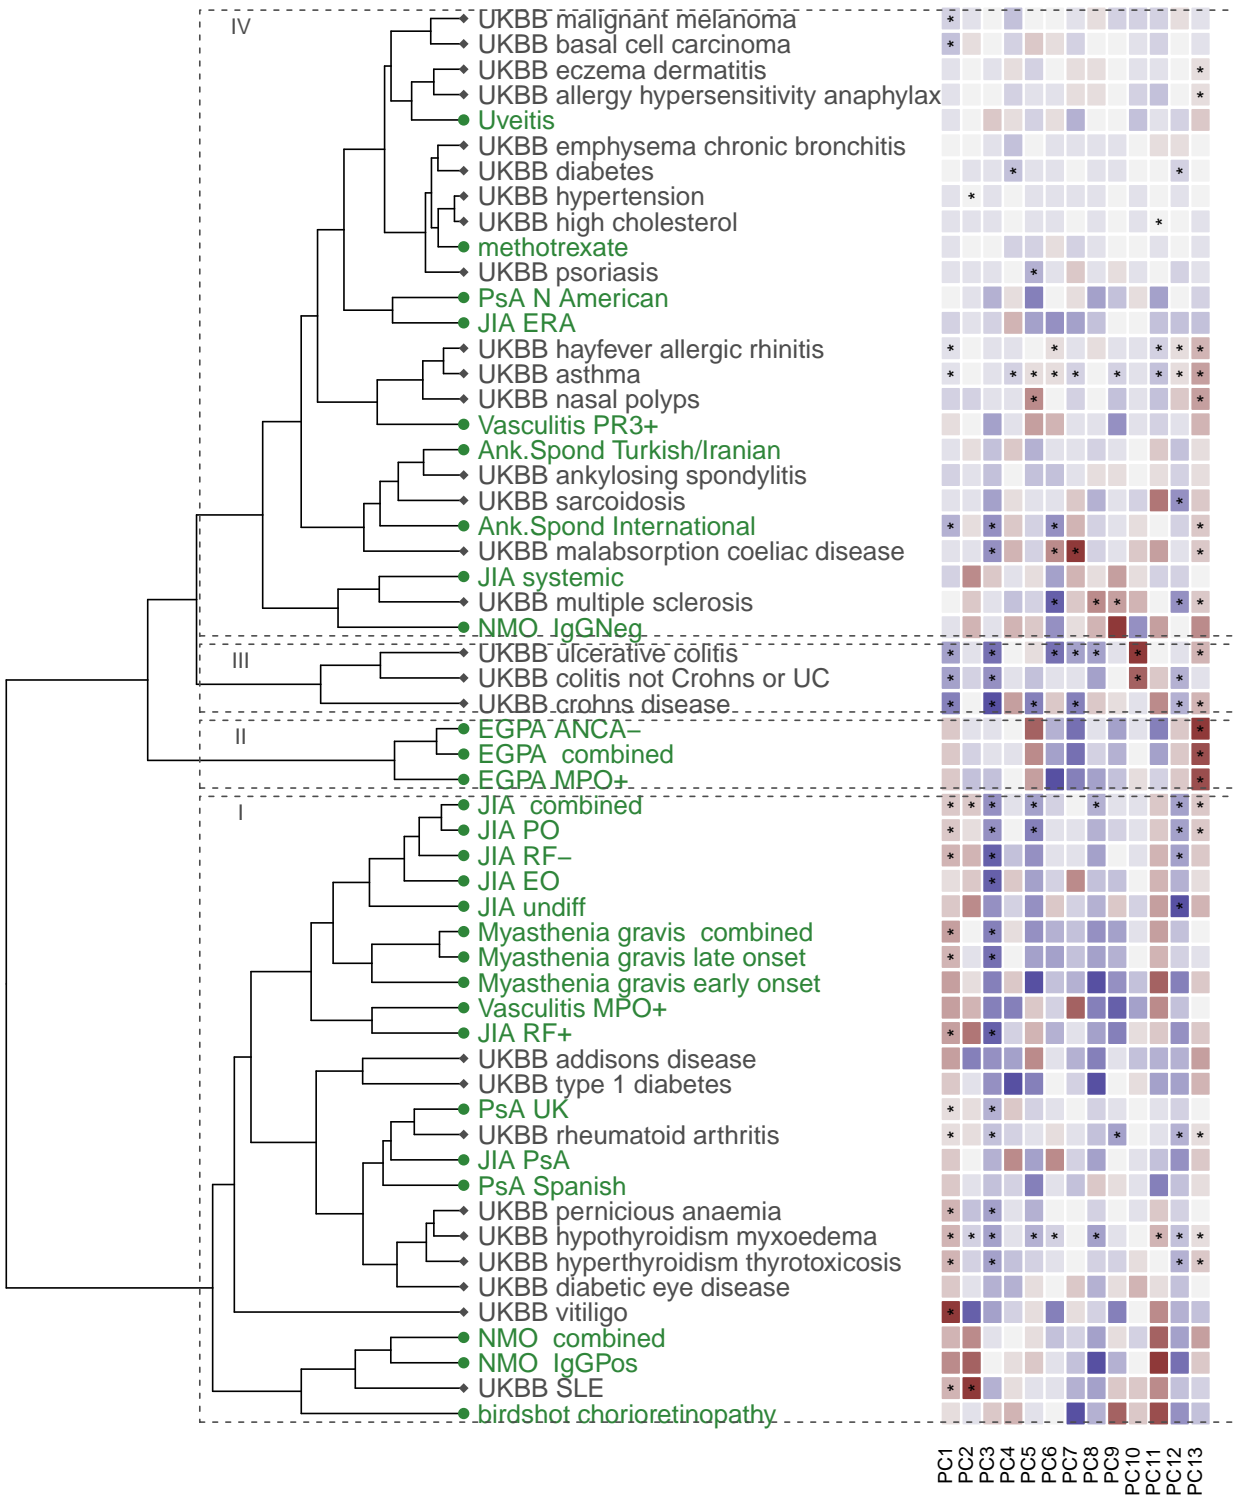 IV
UKBB malignant melanoma
UKBB basal cell carcinoma
UKBB eczema dermatitis
UKBB allergy hypersensitivity anaphylax
Uveitis
UKBB emphysema chronic bronchitis
UKBB diabetes
UKBB hypertension
UKBB high cholesterol
methotrexate
UKBB psoriasis
PsA N American
JIA ERA
UKBB hayfever allergic rhinitis
UKBB asthma
UKBB nasal polyps
Vasculitis PR3+
Ank.Spond Turkish/Iranian
UKBB ankylosing spondylitis
UKBB sarcoidosis
Ank.Spond International
UKBB malabsorption coeliac disease
JIA systemic
UKBB multiple sclerosis
NMO IgGNeg
III
UKBB ulcerative colitis
UKBB colitis not Crohns or UC
UKBB crohns disease
II
EGPA ANCA−
EGPA combined
EGPA MPO+
I
JIA combined
JIA PO
JIA RF−
JIA EO
JIA undiff
Myasthenia gravis combined
Myasthenia gravis late onset
Myasthenia gravis early onset
Vasculitis MPO+
JIA RF+
UKBB addisons disease
UKBB type 1 diabetes
PsA UK
UKBB rheumatoid arthritis
JIA PsA
PsA Spanish
UKBB pernicious anaemia
UKBB hypothyroidism myxoedema
UKBB hyperthyroidism thyrotoxicosis
UKBB diabetic eye disease
UKBB vitiligo
NMO combined
NMO IgGPos
UKBB SLE
birdshot chorioretinopathy
PC1
PC2
PC3
PC4
PC5
PC6
PC7
PC8
PC9
PC10
PC11
PC12
PC13